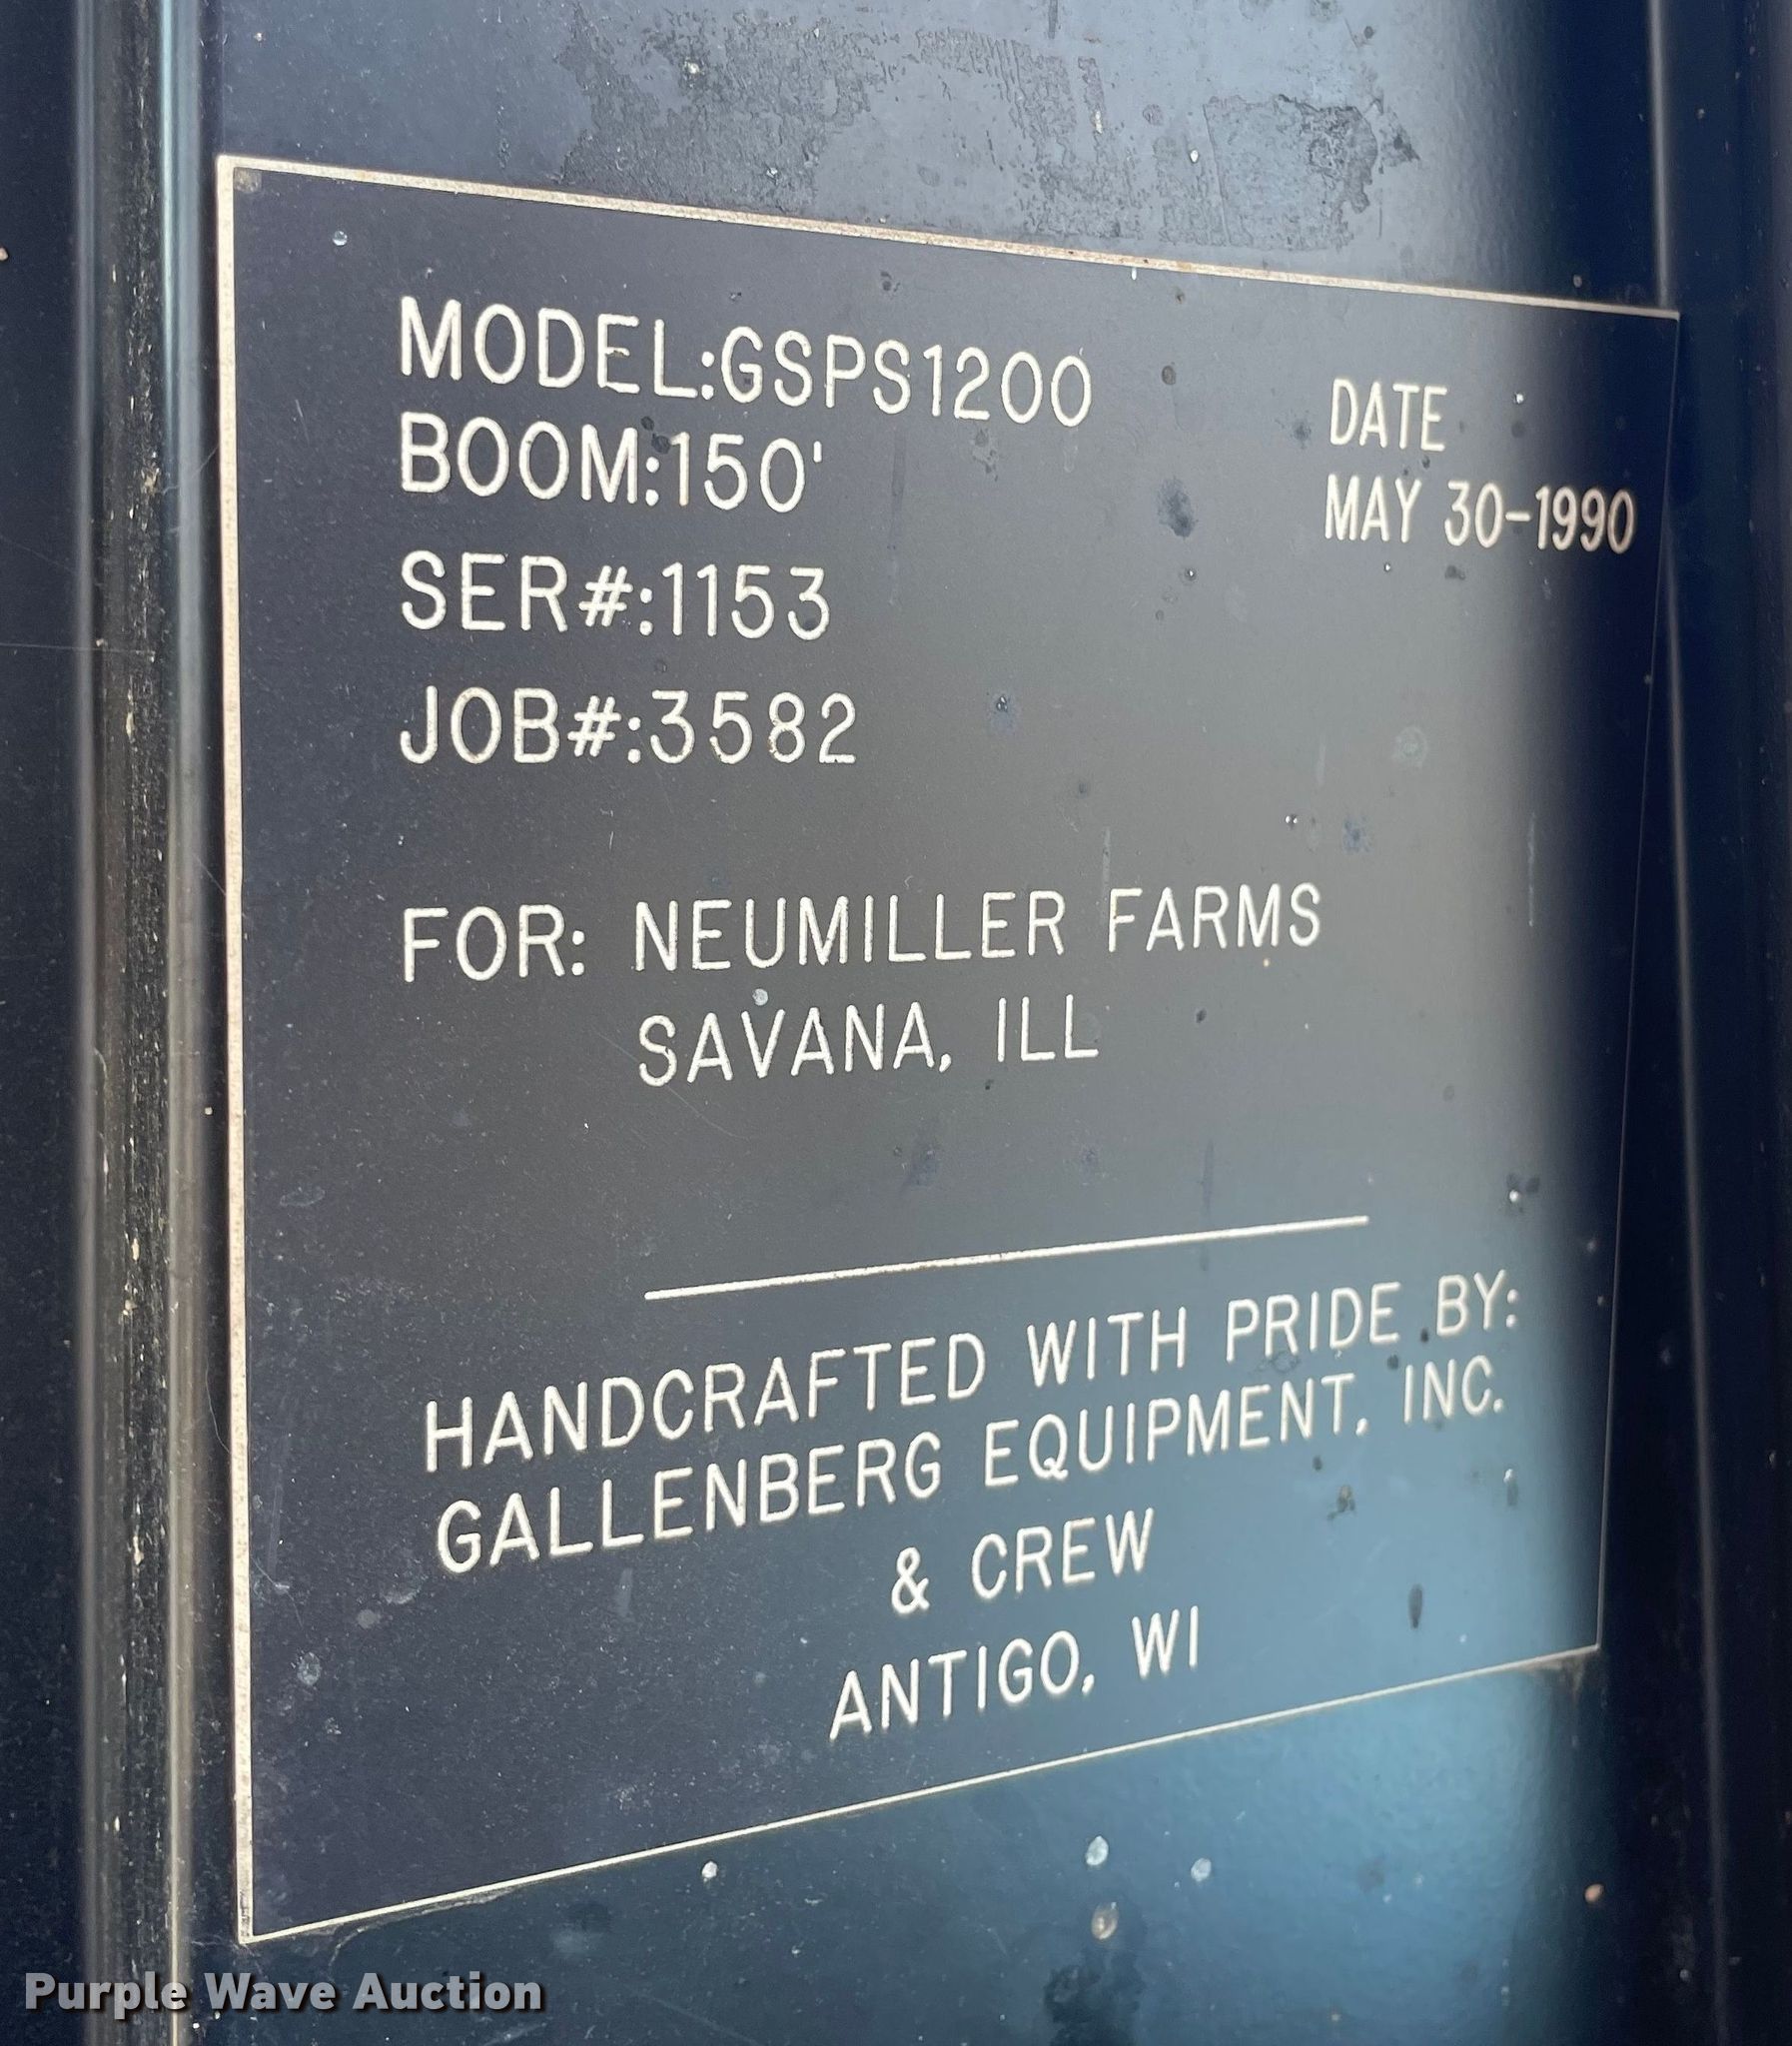 MODEL:GSPS1200
BOOM:150'
DATE
MAY 30-1990
SER#:1153
JOB#:3582
FOR: NEUMILLER FARMS
SAVANA, ILL
HANDCRAFTED WITH PRIDE BY:
GALLENBERG EQUIPMENT, INC.
& CREW
ANTIGO, WI
Purple Wave Auction